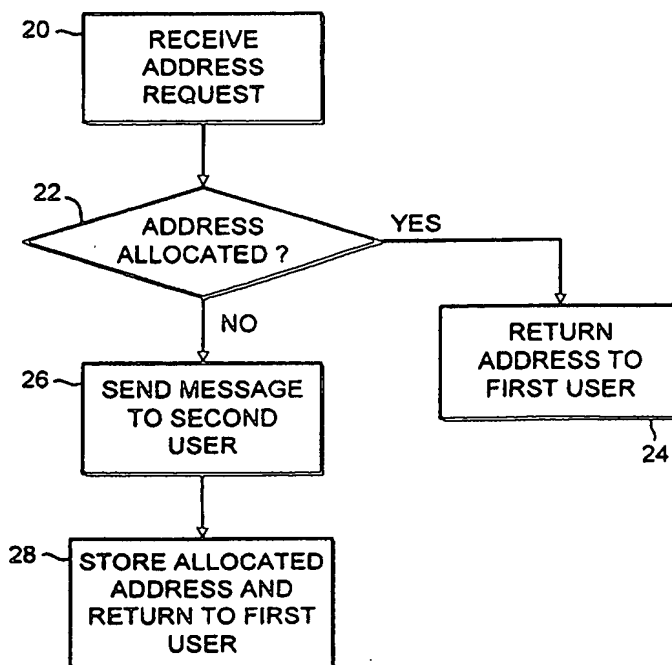 20
RECEIVE
ADDRESS
REQUEST
22
ADDRESS
ALLOCATED ?
YES
NO
RETURN
ADDRESS TO
FIRST USER
24
26
SEND MESSAGE
TO SECOND
USER
28
STORE ALLOCATED
ADDRESS AND
RETURN TO FIRST
USER